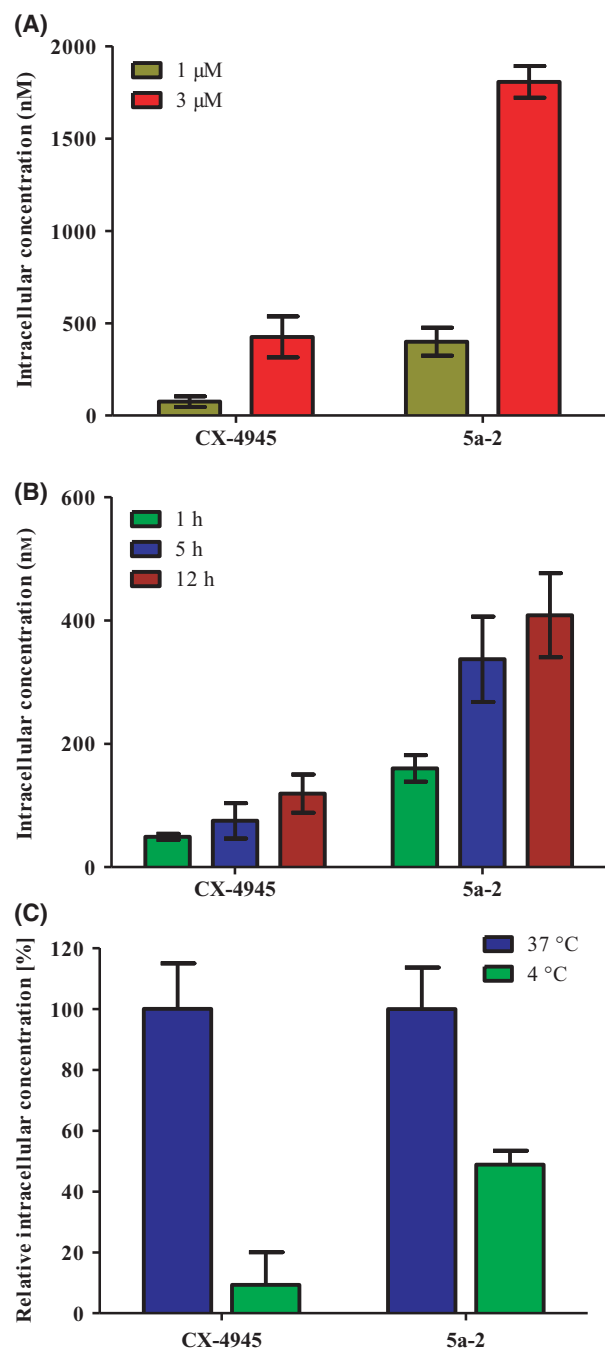 (A)
2000
1500
1000
500
0
Intracellular concentration (nM)
1 µM
3 µM
CX-4945
5a-2
(B)
600
400
200
0
Intracellular concentration (nM)
1 h
5 h
12 h
CX-4945
5a-2
(C)
120
100
80
60
40
20
0
Relative intracellular concentration [%]
37 °C
4 °C
CX-4945
5a-2